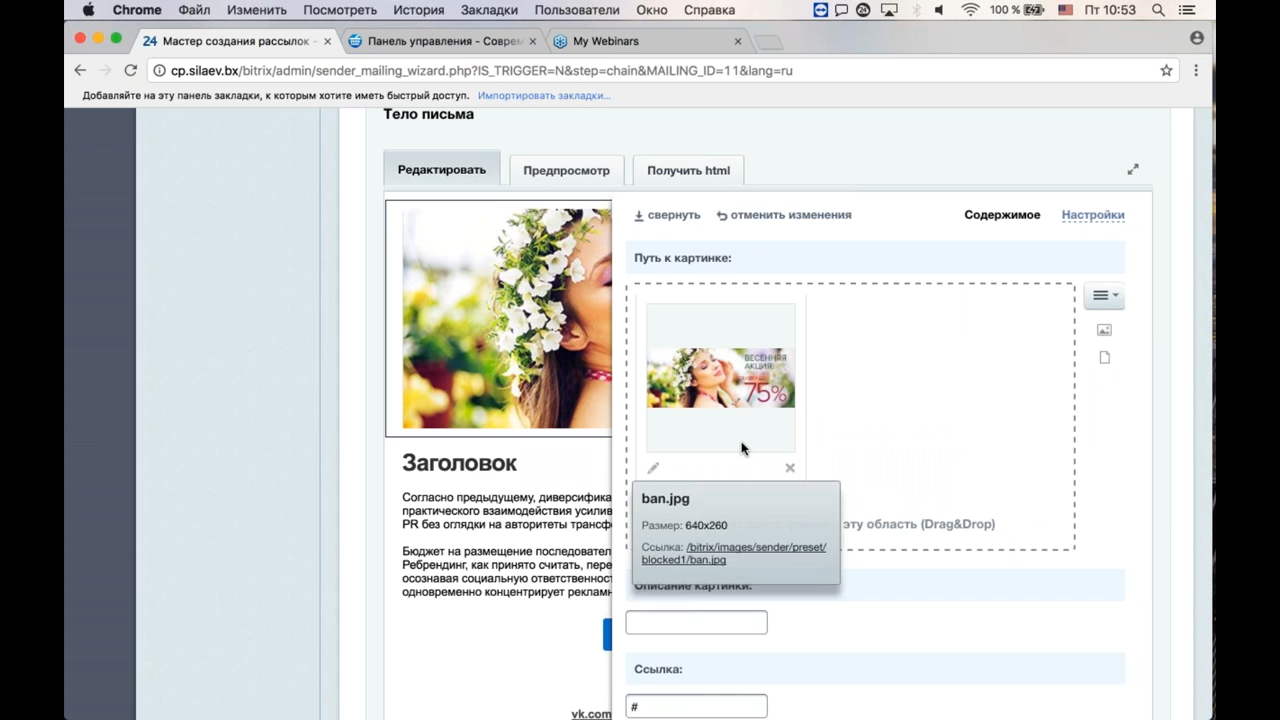 Chrome Файл Изменить Посмотреть История Закладки Пользователи Окно Справка 100 % Пт 10:53
24 Мастер создания рассылок - Панель управления - Соврем My Webinars
cp.silaev.bx/bitrix/admin/sender_mailing_wizard.php?IS_TRIGGER=N&step=chain&MAILING_ID=11&lang=ru
Добавляйте на эту панель закладки, к которым хотите иметь быстрый доступ. Импортировать закладки...
Тело письма
Редактировать Предпросмотр Получить html
свернуть отменить изменения Содержимое Настройки
Путь к картинке:
ВЕСЕННЯЯ
АКЦИЯ
75%
Заголовок
Согласно предыдущему, диверсифика
практического взаимодействия усилив
PR без оглядки на авторитеты трансф
Бюджет на размещение последовател
Ребрендинг, как принято считать, пере
осознавая социальную ответственност
одновременно концентрирует рекламн
vk.com
ban.jpg
Размер: 640x260
Ссылка: /bitrix/images/sender/preset/
blocked1/ban.jpg
эту область (Drag&Drop)
Описание картинки:
Ссылка:
#